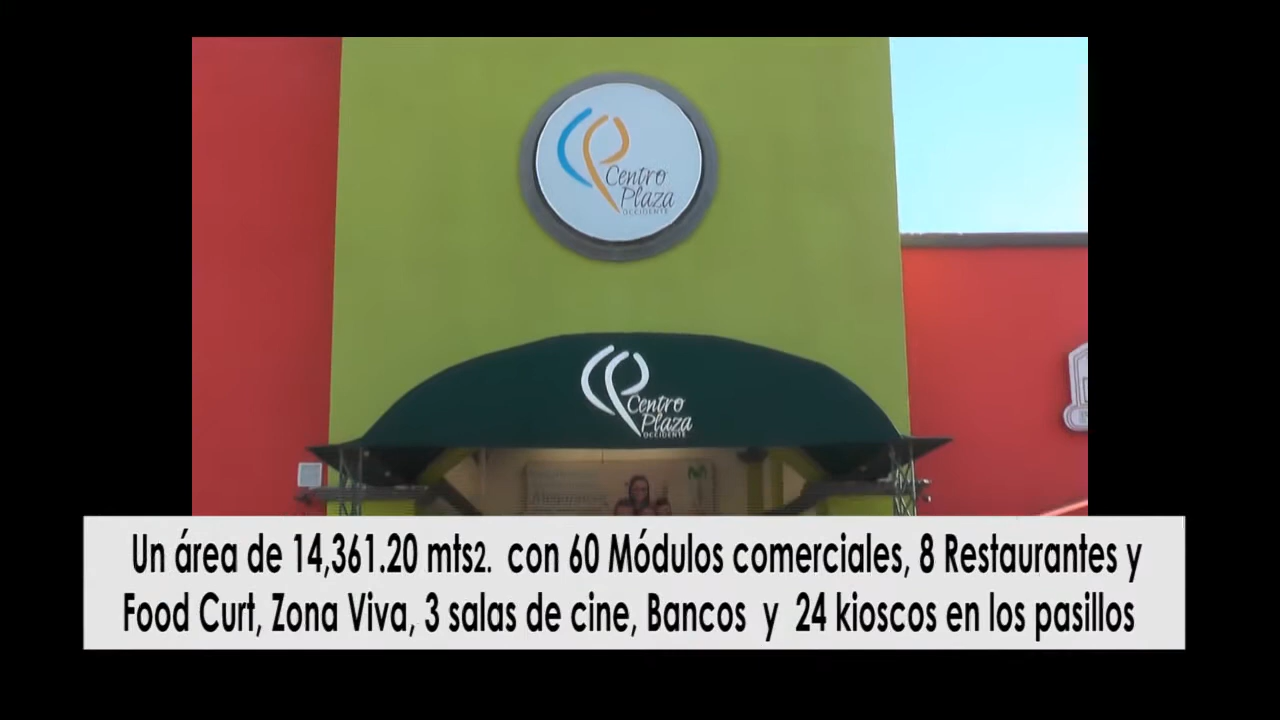 Centro
Plaza
OCCIDENTE
Centro
Plaza
OCCIDENTE
Un área de 14,361.20 mts2. con 60 Módulos comerciales, 8 Restaurantes y
Food Curt, Zona Viva, 3 salas de cine, Bancos y 24 kioscos en los pasillos